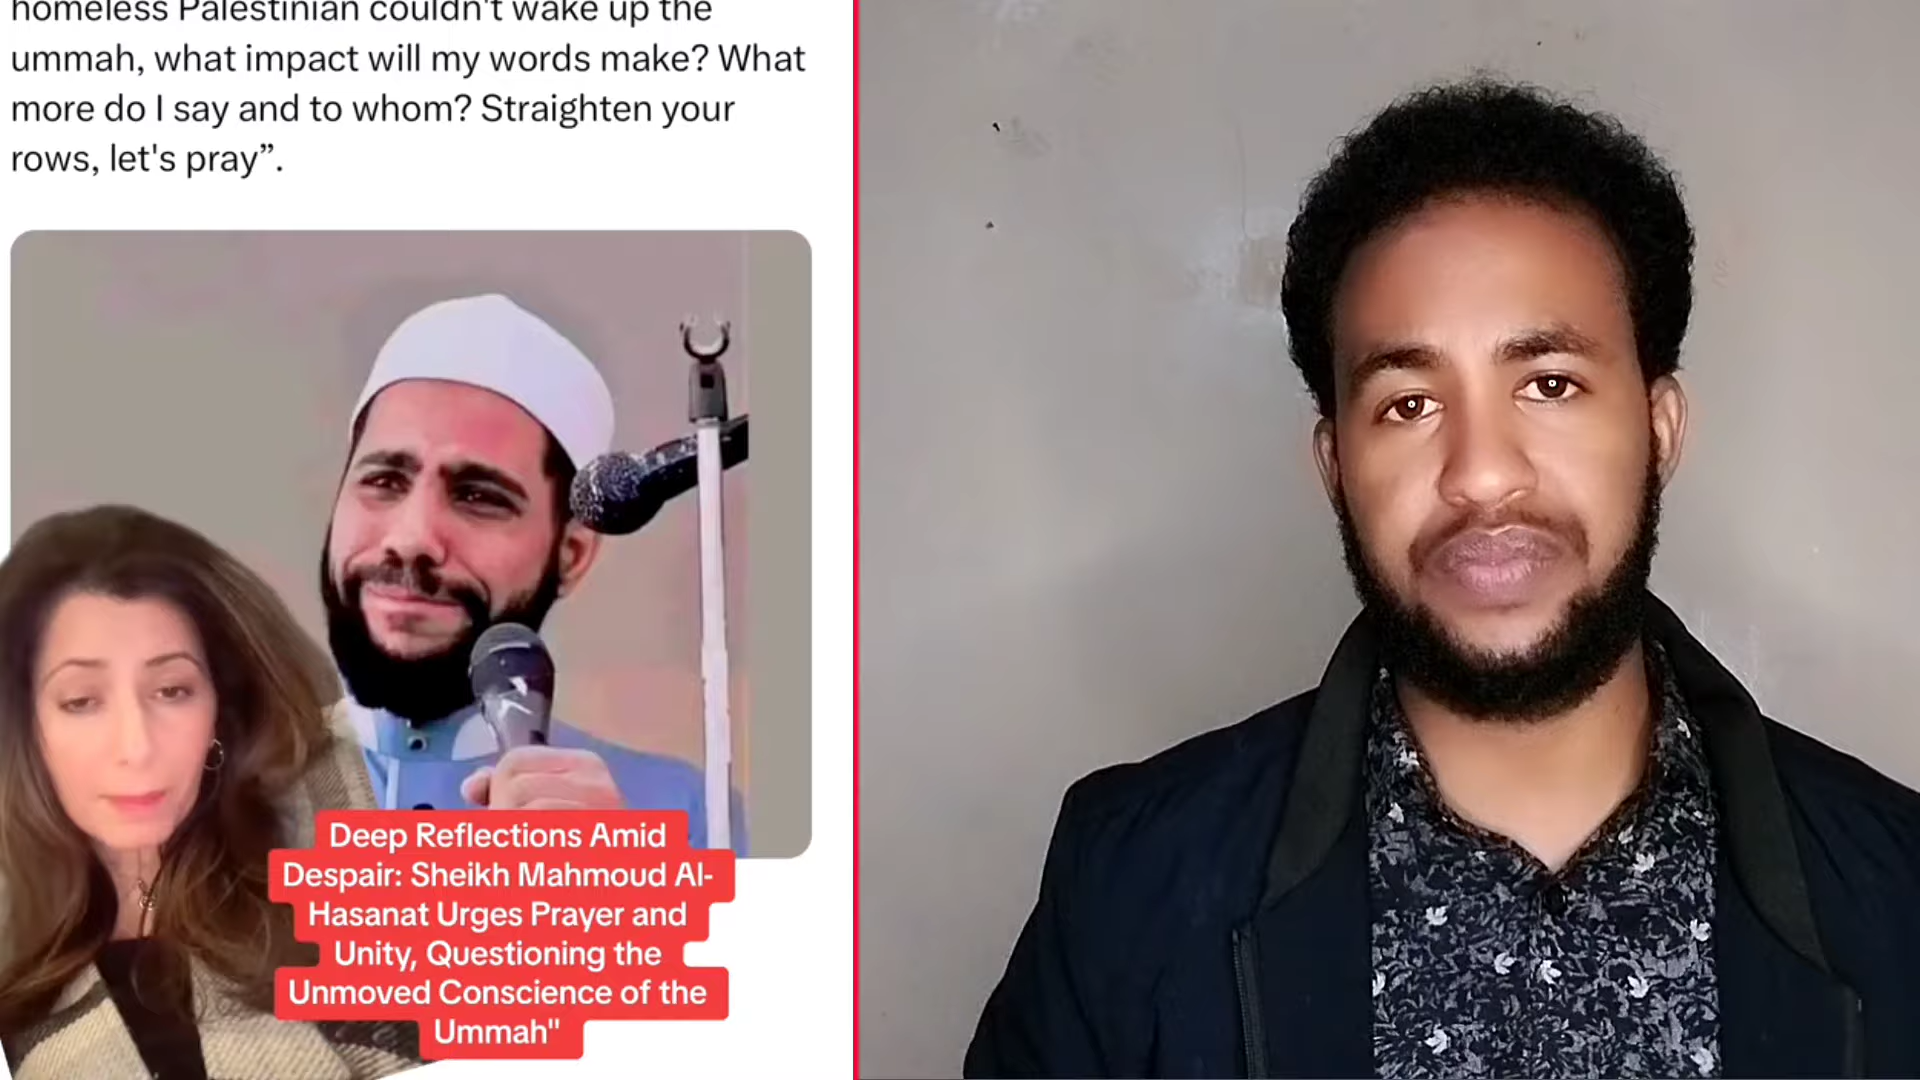 homeless Palestinian couldn't wake up the
ummah, what impact will my words make? What
more do I say and to whom? Straighten your
rows, let's pray”.
Deep Reflections Amid
Despair: Sheikh Mahmoud Al-
Hasanat Urges Prayer and
Unity, Questioning the
Unmoved Conscience of the
Ummah"